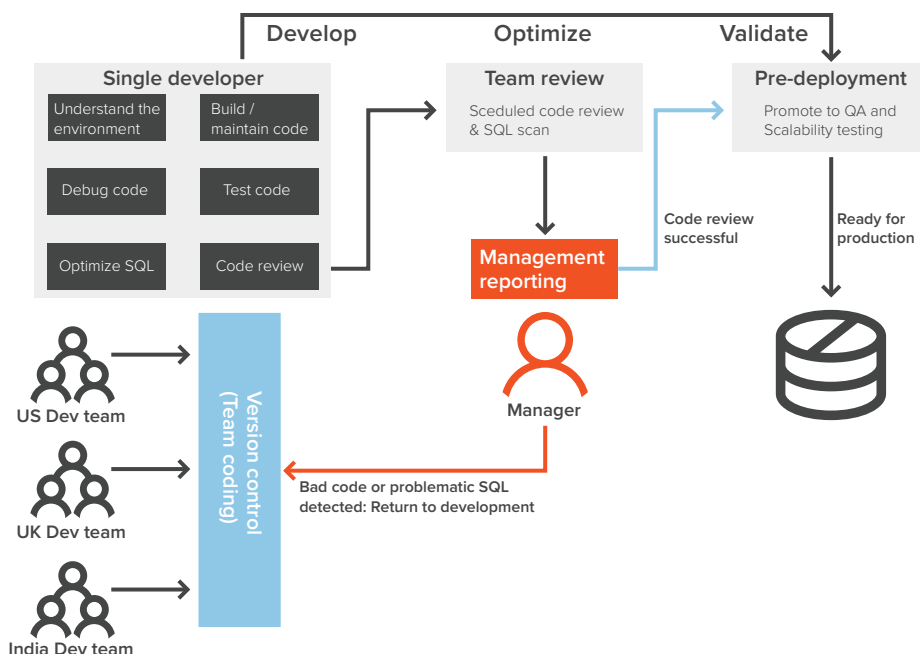 Develop
Optimize
Validate
Single developer
Understand the
environment
Build /
maintain code
Debug code
Test code
Optimize SQL
Code review
Team review
Sceduled code review
& SQL scan
Pre-deployment
Promote to QA and
Scalability testing
Code review
successful
Ready for
production
Management
reporting
Manager
Bad code or problematic SQL
detected: Return to development
Version control
(Team coding)
US Dev team
UK Dev team
India Dev team